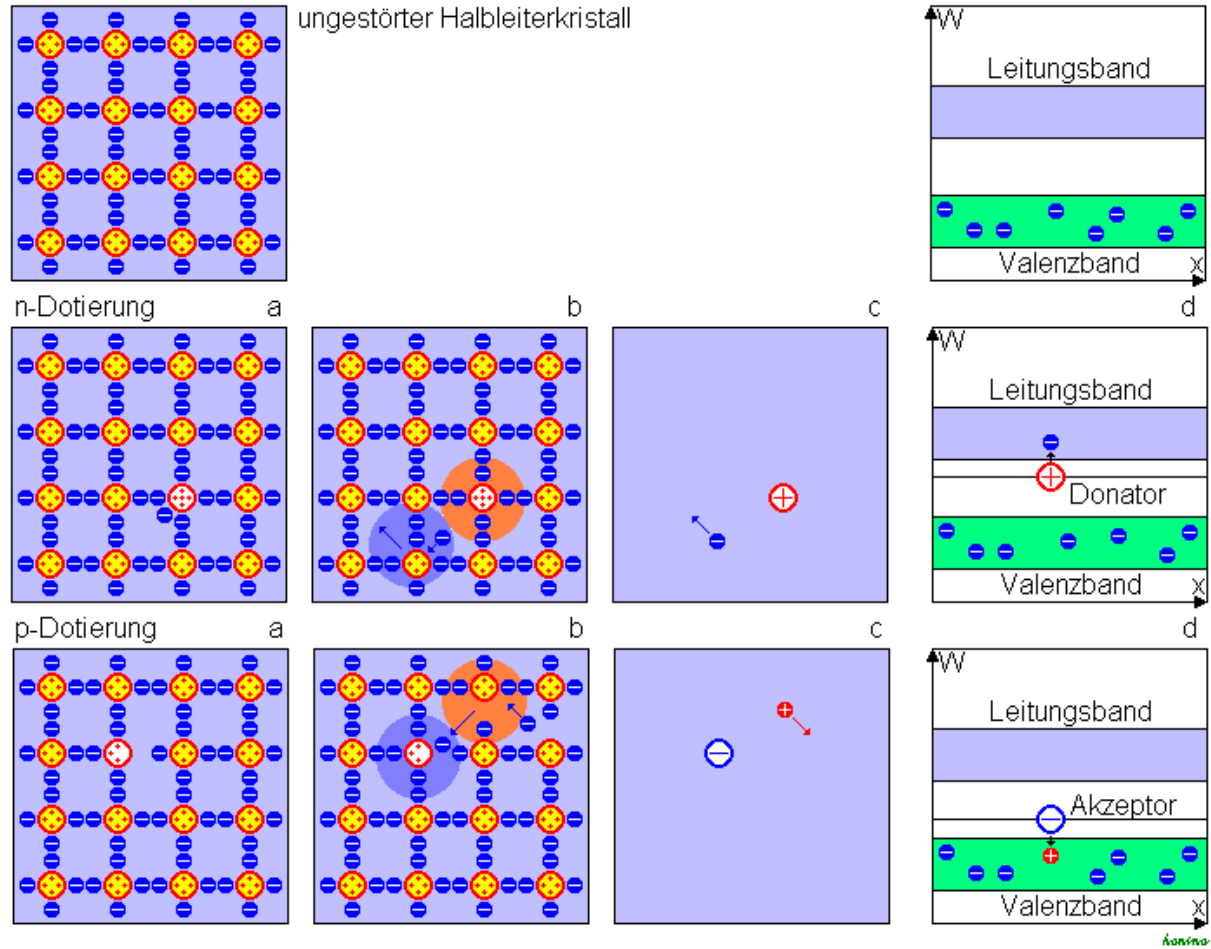 ungestörter Halbleiterkristall
W
Leitungsband
Valenzband x
n-Dotierung a b c d
W
Leitungsband
Donator
Valenzband x
p-Dotierung a b c d
W
Leitungsband
Akzeptor
Valenzband x